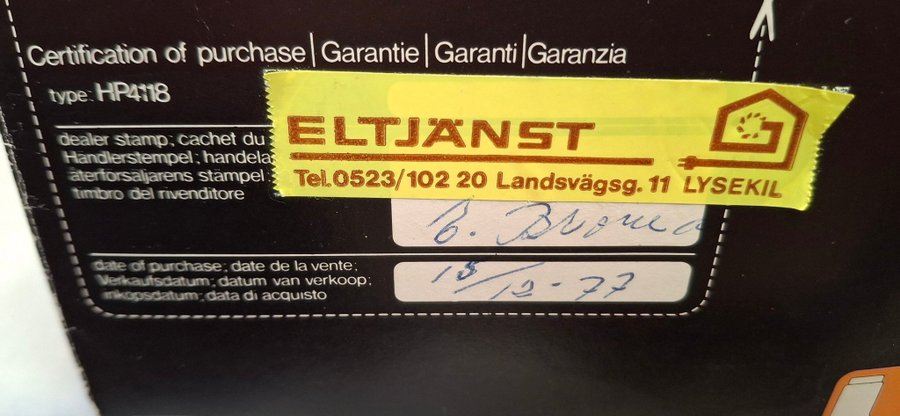 Certification of purchase | Garantie | Garanti | Garanzia
type: HP4118
ELTJÄNST
Tel.0523/102 20 Landsvägsg. 11 LYSEKIL
dealer stamp; cachet du
Handlerstempel; handela
återforsäljarens stämpel
timbro del rivenditore
date of purchase; date de la vente;
Verkaufsdatum; datum van verkoop;
inköpsdatum; data di acquisto
15/12-77